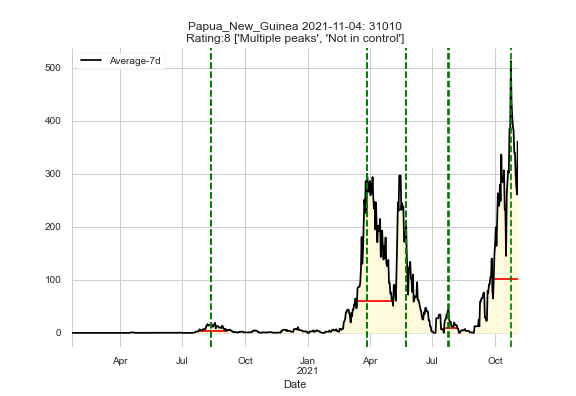 Papua_New_Guinea 2021-11-04: 31010
Rating:8 ['Multiple peaks', 'Not in control']
Average-7d
500
400
300
200
100
0
Apr Jul Oct Jan Apr Jul Oct
2021
Date